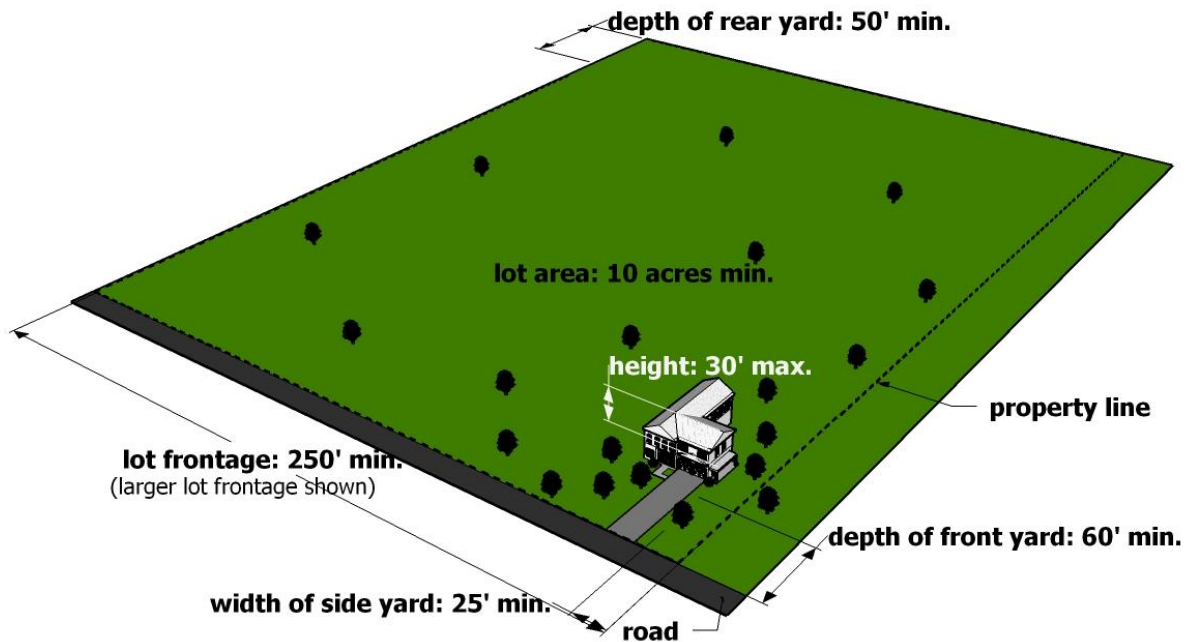 depth of rear yard: 50' min.
lot area: 10 acres min.
height: 30' max.
property line
lot frontage: 250' min.
(larger lot frontage shown)
depth of front yard: 60' min.
width of side yard: 25' min.
road